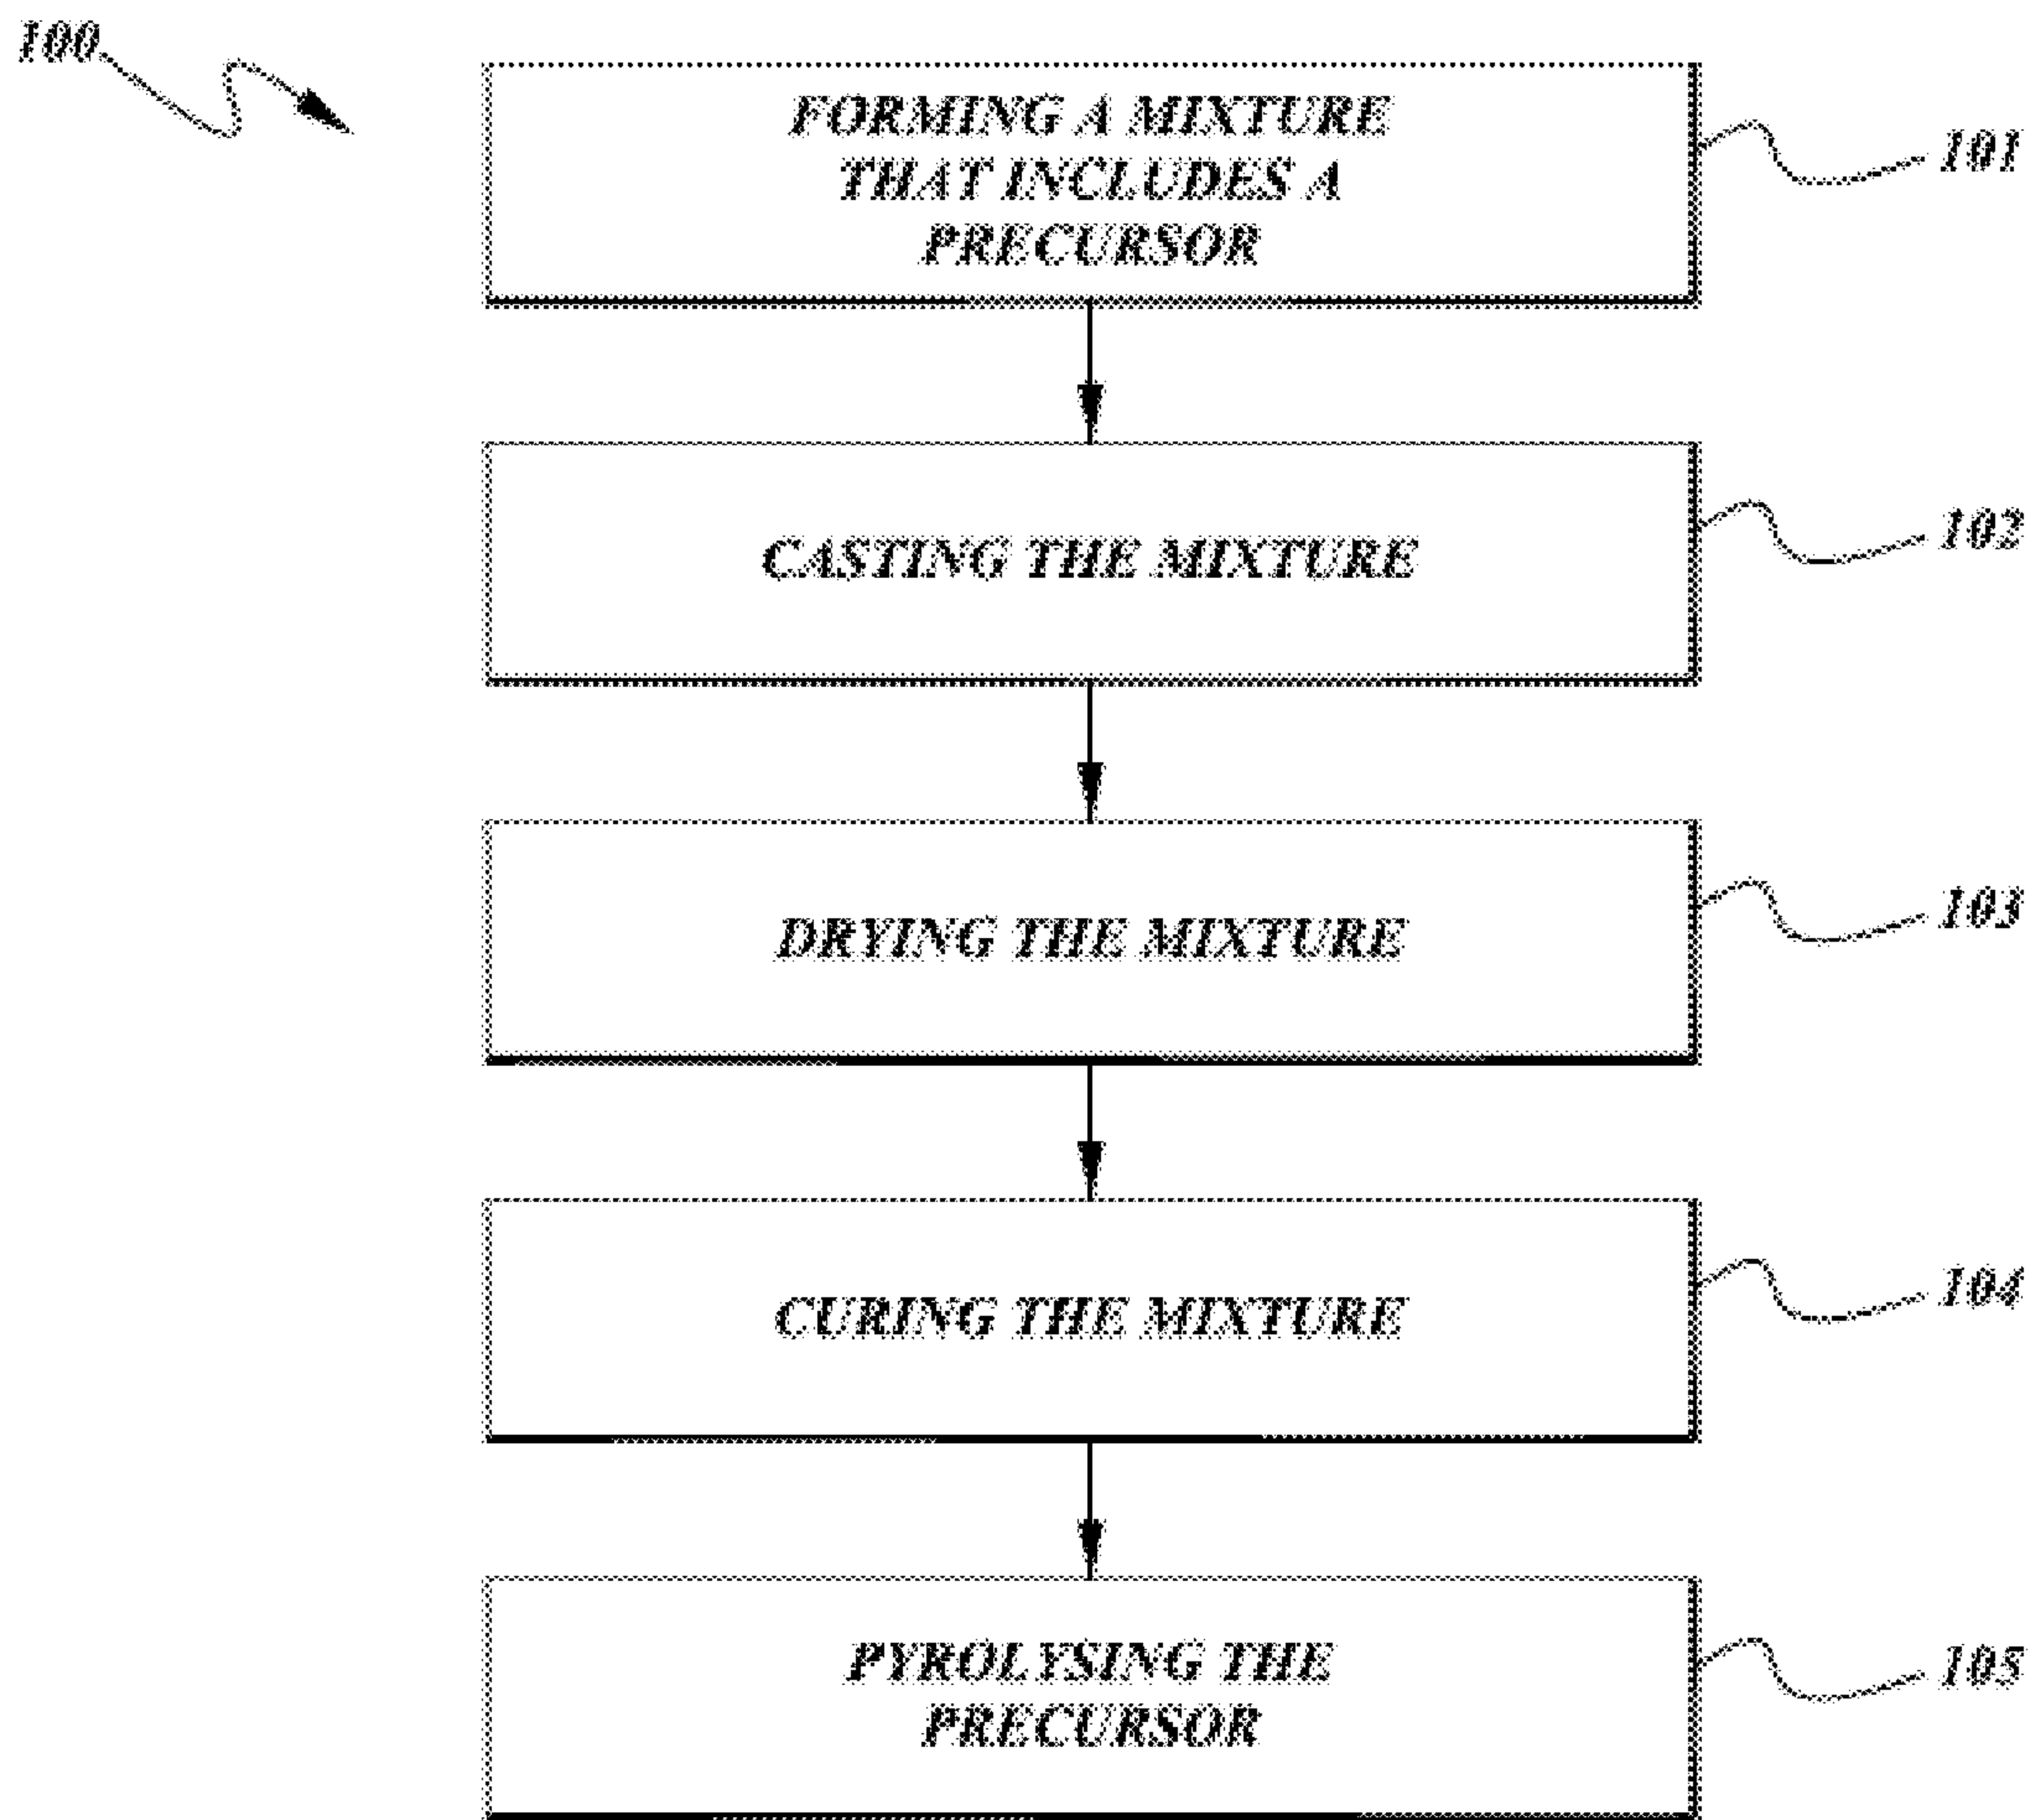 100
FORMING A MIXTURE
THAT INCLUDES A
PRECURSOR
101
CASTING THE MIXTURE
102
DRYING THE MIXTURE
103
CURING THE MIXTURE
104
PYROLYSING THE
PRECURSOR
105